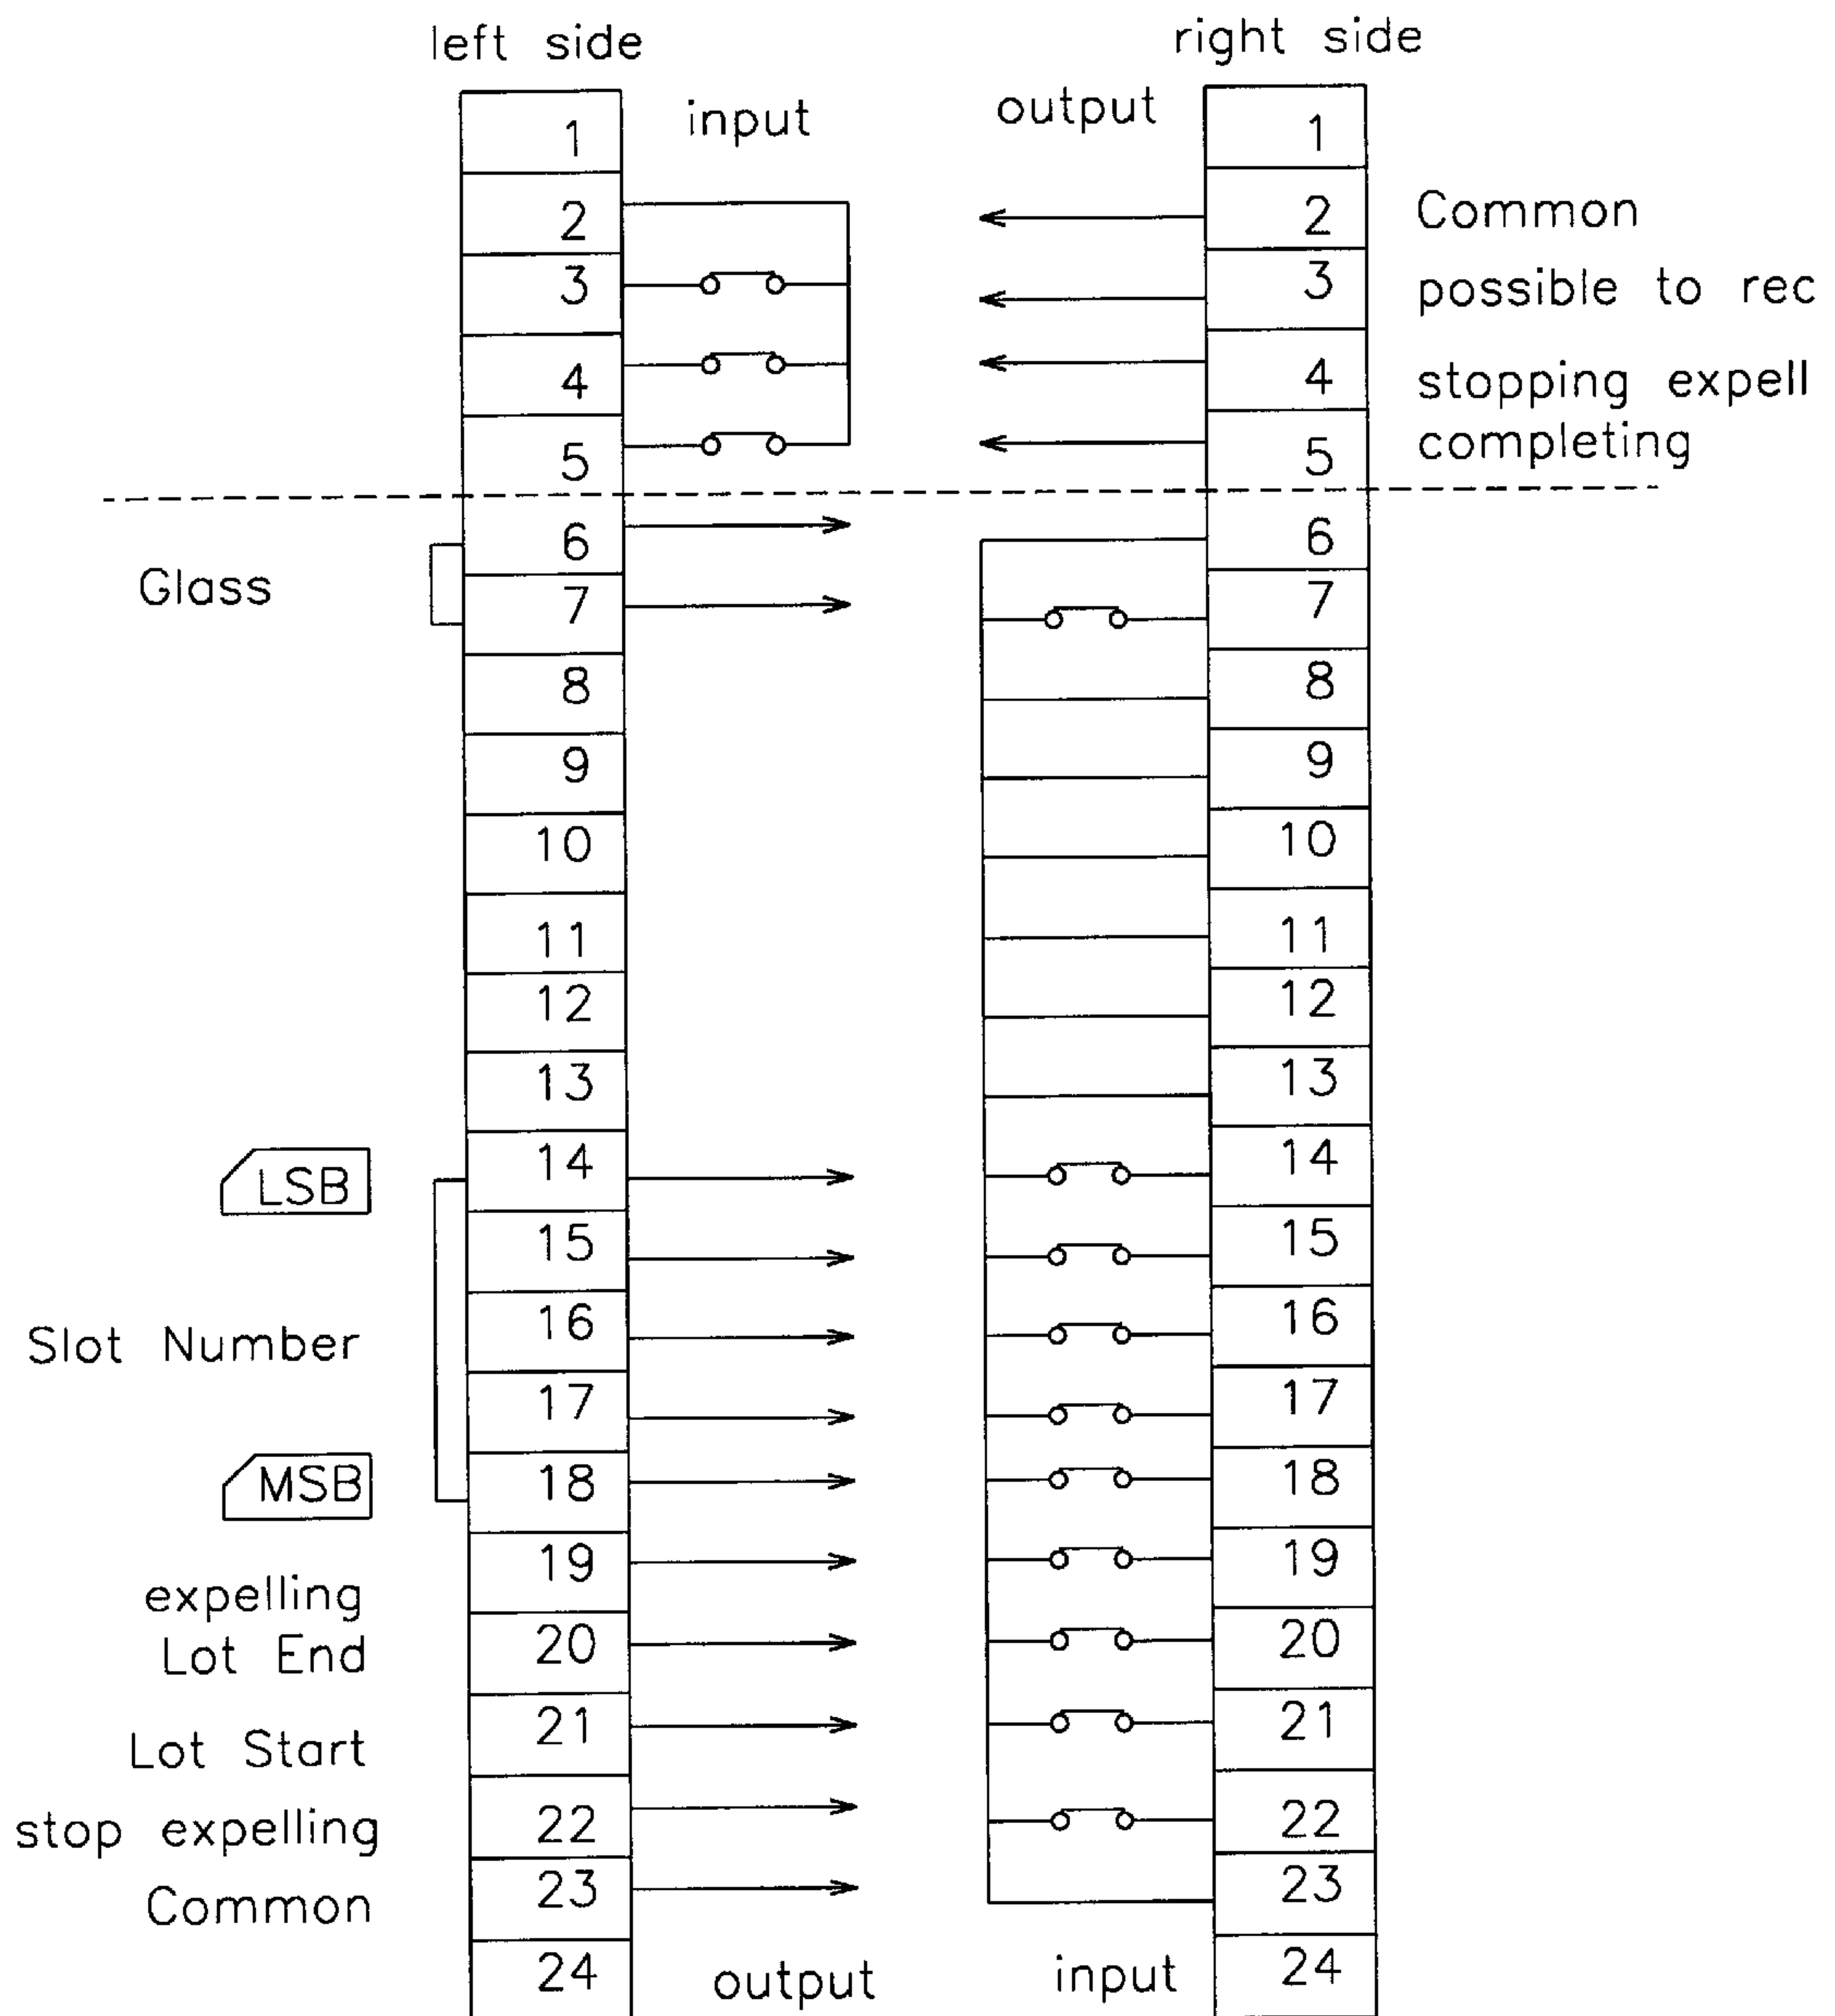 left side
right side
1 input output 1
2 2 Common
3 3 possible to rec
4 4 stopping expell
5 5 completing
6 6
Glass
7 7
8 8
9 9
10 10
11 11
12 12
13 13
14 14
LSB
15 15
16 16
Slot Number
17 17
18 18
MSB
19 19
expelling
20 20
Lot End
21 21
Lot Start
22 22
stop expelling
23 23
Common
24 output input 24